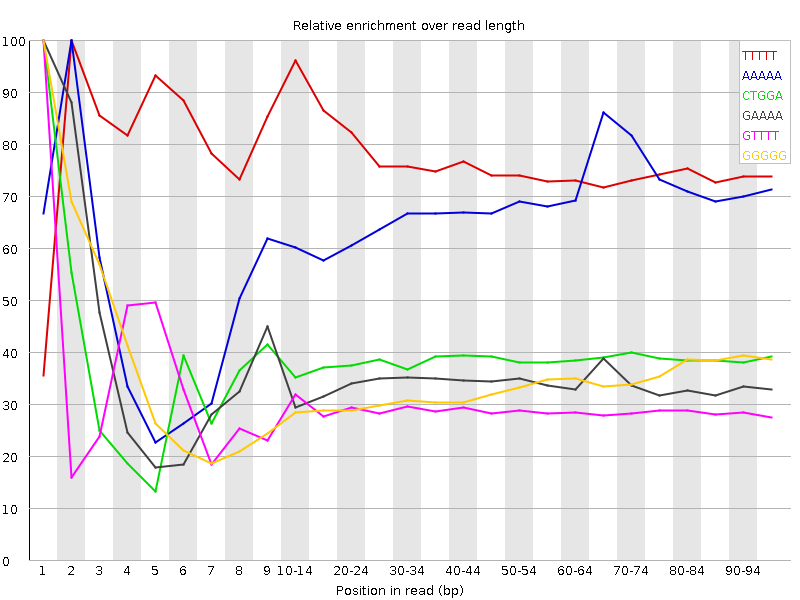 Relative enrichment over read length
100
90
80
70
60
50
40
30
20
10
0
TTTTT
AAAAA
CTGGA
GAAAA
GTTTT
GGGGG
1 2 3 4 5 6 7 8 9 10-14 20-24 30-34 40-44 50-54 60-64 70-74 80-84 90-94
Position in read (bp)